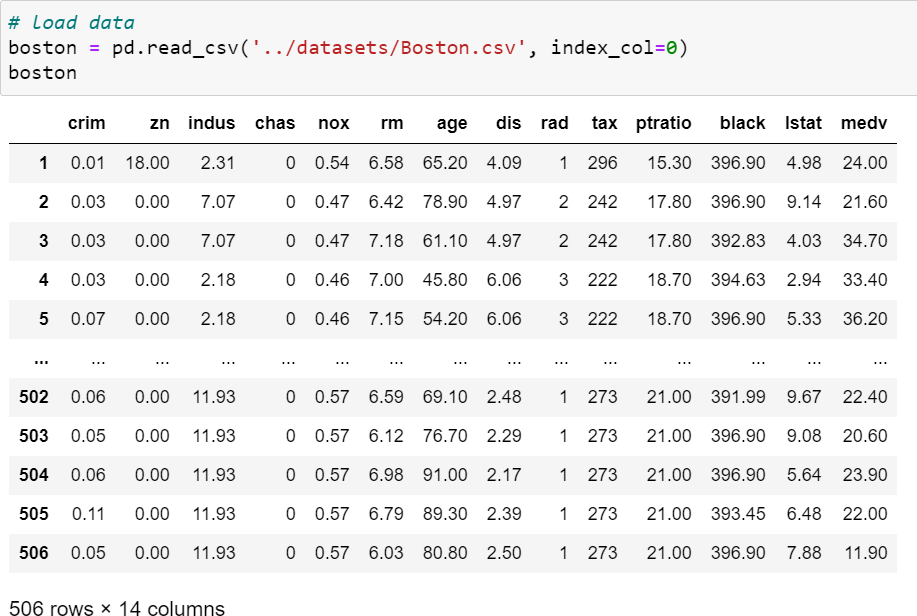 # load data
boston = pd.read_csv('../datasets/Boston.csv', index_col=0)
boston
crim zn indus chas nox rm age dis rad tax ptratio black lstat medv
1 0.01 18.00 2.31 0 0.54 6.58 65.20 4.09 1 296 15.30 396.90 4.98 24.00
2 0.03 0.00 7.07 0 0.47 6.42 78.90 4.97 2 242 17.80 396.90 9.14 21.60
3 0.03 0.00 7.07 0 0.47 7.18 61.10 4.97 2 242 17.80 392.83 4.03 34.70
4 0.03 0.00 2.18 0 0.46 7.00 45.80 6.06 3 222 18.70 394.63 2.94 33.40
5 0.07 0.00 2.18 0 0.46 7.15 54.20 6.06 3 222 18.70 396.90 5.33 36.20
... ... ... ... ... ... ... ... ... ... ... ... ... ... ...
502 0.06 0.00 11.93 0 0.57 6.59 69.10 2.48 1 273 21.00 391.99 9.67 22.40
503 0.05 0.00 11.93 0 0.57 6.12 76.70 2.29 1 273 21.00 396.90 9.08 20.60
504 0.06 0.00 11.93 0 0.57 6.98 91.00 2.17 1 273 21.00 396.90 5.64 23.90
505 0.11 0.00 11.93 0 0.57 6.79 89.30 2.39 1 273 21.00 393.45 6.48 22.00
506 0.05 0.00 11.93 0 0.57 6.03 80.80 2.50 1 273 21.00 396.90 7.88 11.90
506 rows × 14 columns